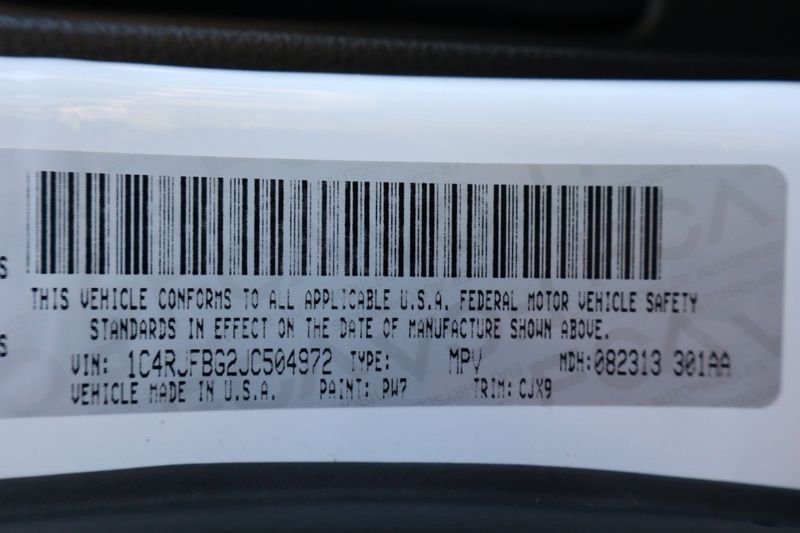 THIS VEHICLE CONFORMS TO ALL APPLICABLE U.S.A. FEDERAL MOTOR VEHICLE SAFETY
STANDARDS IN EFFECT ON THE DATE OF MANUFACTURE SHOWN ABOVE.
VIN: 1C4RJFBG2JC504972 TYPE: MPV MDH: 082313 301AA
VEHICLE MADE IN U.S.A. PAINT: PW7 TRIM: CJX9